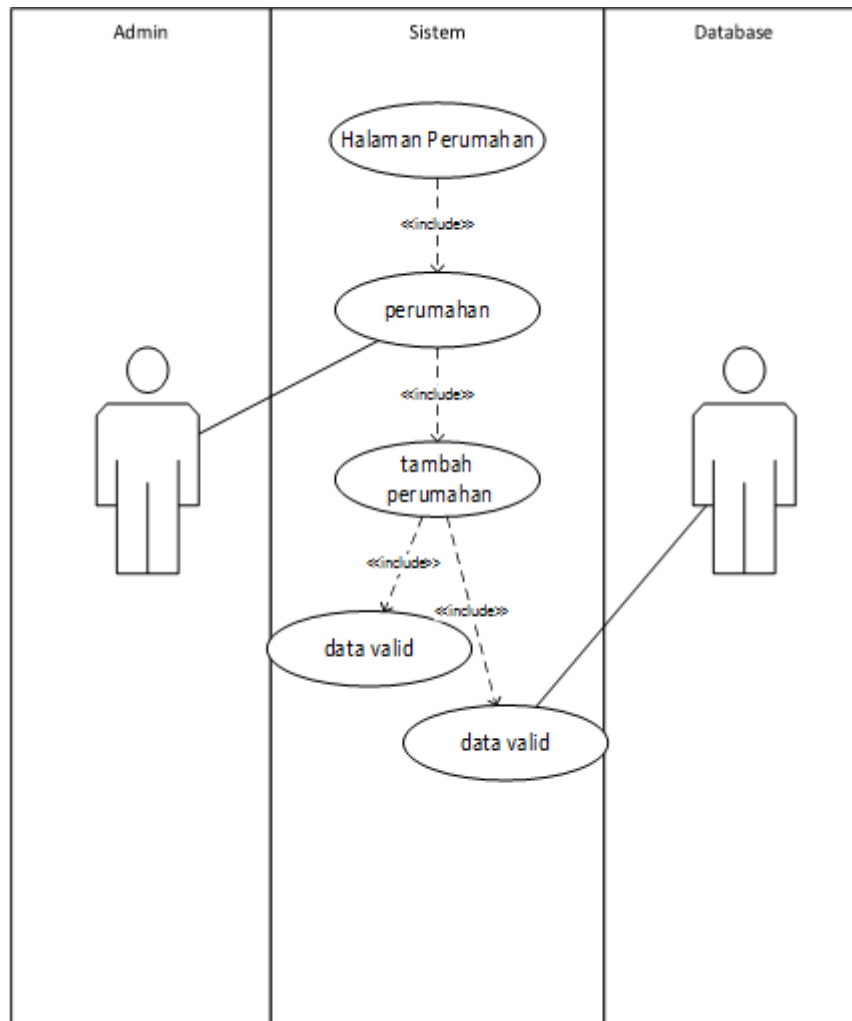 Admin
Sistem
Database
Halaman Perumahan
<<include>>
perumahan
<<include>>
tambah
perumahan
<<include>>
<<include>>
data valid
data valid